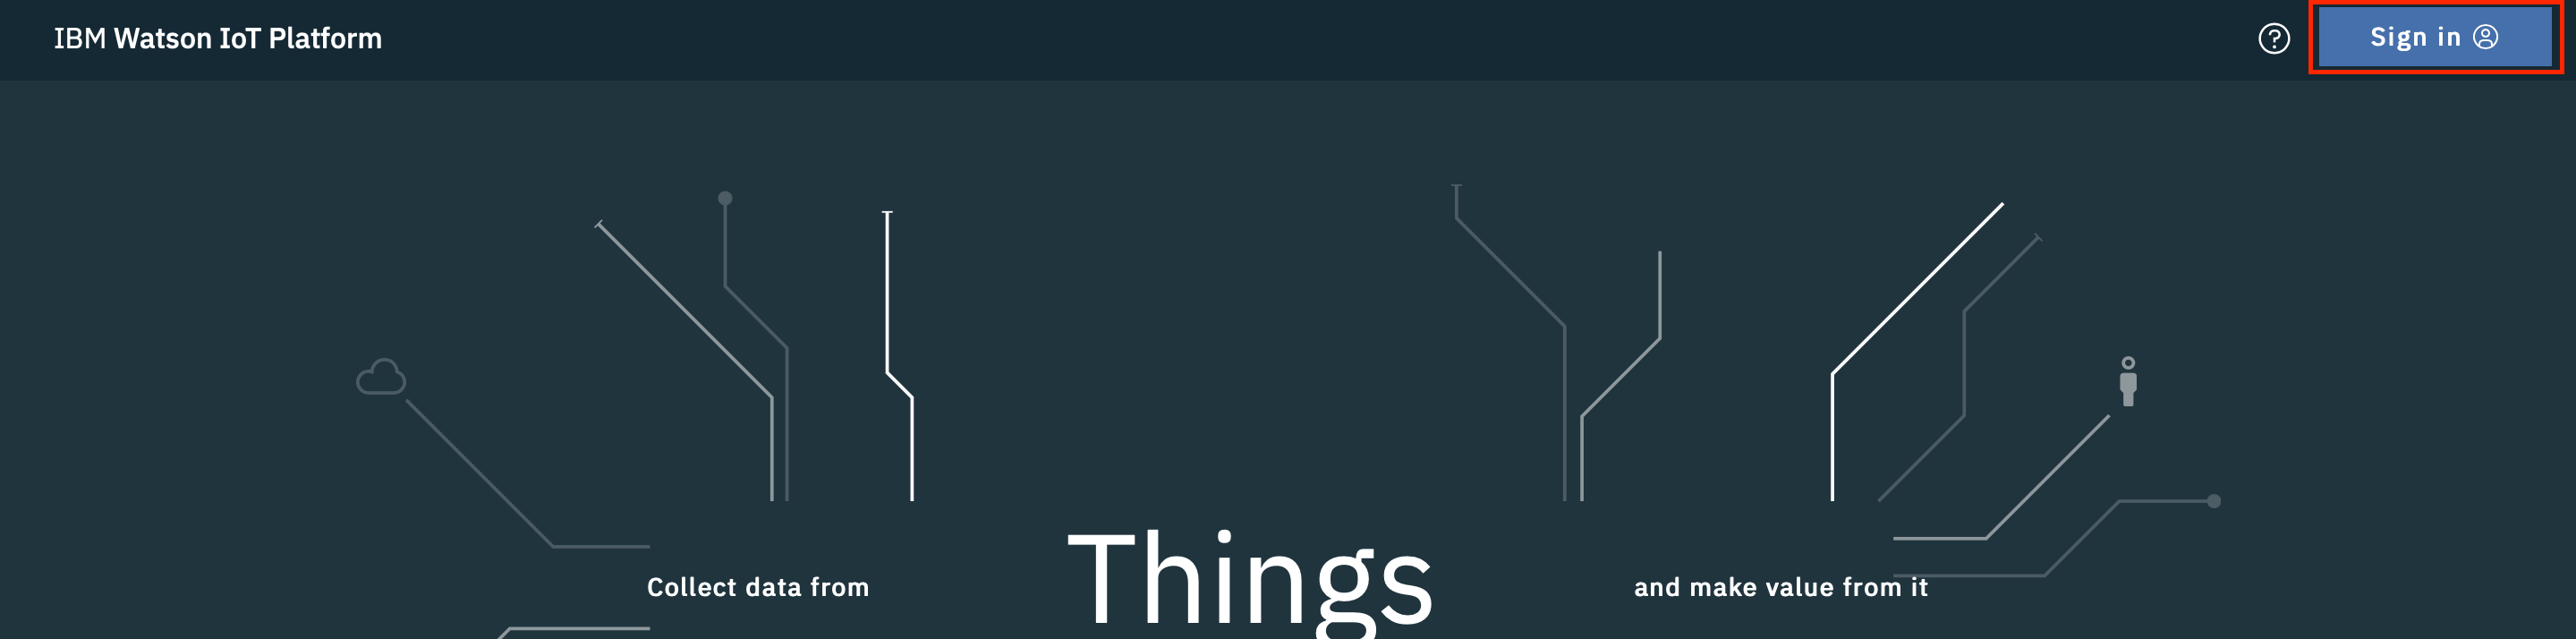 IBM Watson IoT Platform
Sign in
Collect data from
Things
and make value from it